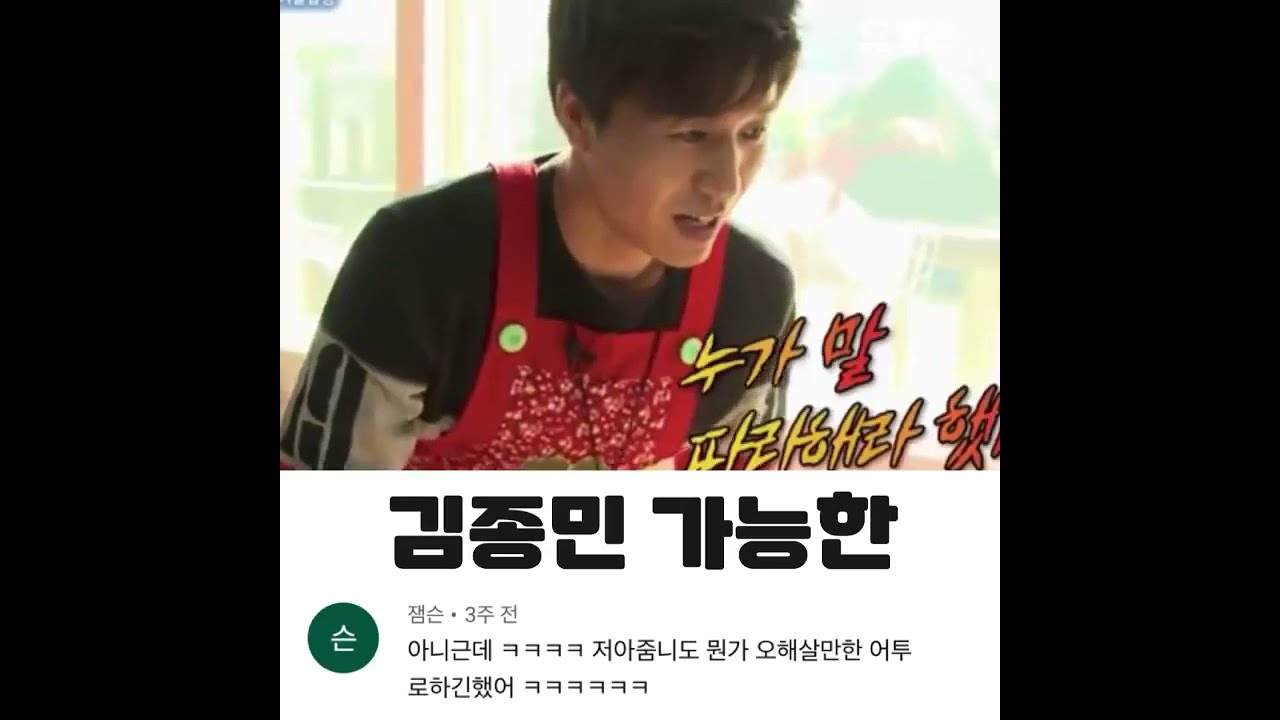 누가 말
파라해라 했
김종민 가능한
잼슨 • 3주 전
슨
아니근데 ㅋㅋㅋㅋ 저아줌니도 뭔가 오해살만한 어투
로하긴했어 ㅋㅋㅋㅋㅋㅋ